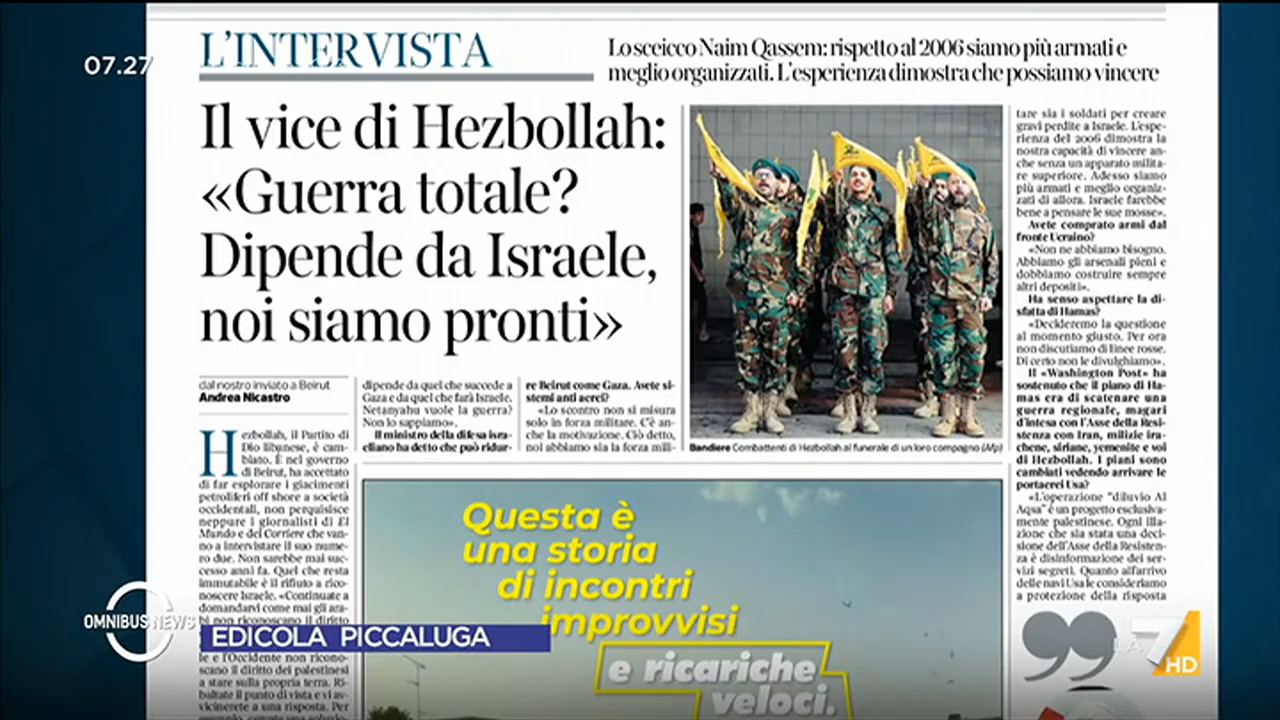 07.27
L'INTERVISTA
Lo sceicco Naim Qassem: rispetto al 2006 siamo più armati e
meglio organizzati. L'esperienza dimostra che possiamo vincere
Il vice di Hezbollah:
«Guerra totale?
Dipende da Israele,
noi siamo pronti»
dal nostro inviato a Beirut
Andrea Nicastro
Hezbollah, il Partito di
Dio libanese, è cam-
biato. È nel governo
di Beirut, ha accettato
di far esplorare i giacimenti
petroliferi off shore a società
occidentali, non perquisisce
neppure i giornalisti di El
Mundo e del Corriere che van-
no a intervistare il suo nume-
ro due. Non sarebbe mai suc-
cesso anni fa. Quel che resta
immutabile è il rifiuto a rico-
noscere Israele. «Continuate a
domandarvi come mai gli ara-
bi non riconoscano il diritto
le e l'Occidente non ricono-
scano il diritto dei palestinesi
a stare sulla propria terra. Ri-
baltate il punto di vista e vi av-
vicinerete a una risposta. Per
dipende da quel che succede a
Gaza e da quel che farà Israele.
Netanyahu vuole la guerra?
Non lo sappiamo».
Il ministro della difesa isra-
eliano ha detto che può ridur-
re Beirut come Gaza. Avete si-
stemi anti aerei?
«Lo scontro non si misura
solo in forza militare. C'è an-
che la motivazione. Ciò detto,
noi abbiamo sia la forza mili-
Bandiere Combattenti di Hezbollah al funerale di un loro compagno (Afp)
tare sia i soldati per creare
gravi perdite a Israele. L'espe-
rienza del 2006 dimostra la
nostra capacità di vincere an-
che senza un apparato milita-
re superiore. Adesso siamo
più armati e meglio organiz-
zati di allora. Israele farebbe
bene a pensare le sue mosse».
Avete comprato armi dal
fronte Ucraino?
«Non ne abbiamo bisogno.
Abbiamo gli arsenali pieni e
dobbiamo costruire sempre
altri depositi».
Ha senso aspettare la di-
sfatta di Hamas?
«Decideremo la questione
al momento giusto. Per ora
non discutiamo di linee rosse.
Di certo non le divulghiamo».
Il «Washington Post» ha
sostenuto che il piano di Ha-
mas era di scatenare una
guerra regionale, magari
d'intesa con l'Asse della Resi-
stenza con Iran, milizie ira-
chene, siriane, yemenite e voi
di Hezbollah. I piani sono
cambiati vedendo arrivare le
portaerei Usa?
«L'operazione "diluvio Al
Aqsa" è un progetto esclusiva-
mente palestinese. Ogni illa-
zione che sia stata una deci-
sione dell'Asse della Resisten-
za è disinformazione dei ser-
vizi segreti. Quanto all'arrivo
delle navi Usa le consideriamo
a protezione della risposta
Questa è
una storia
di incontri
improvvisi
e ricariche
veloci.
OMNIBUS NEWS
EDICOLA PICCALUGA
LA 7 HD